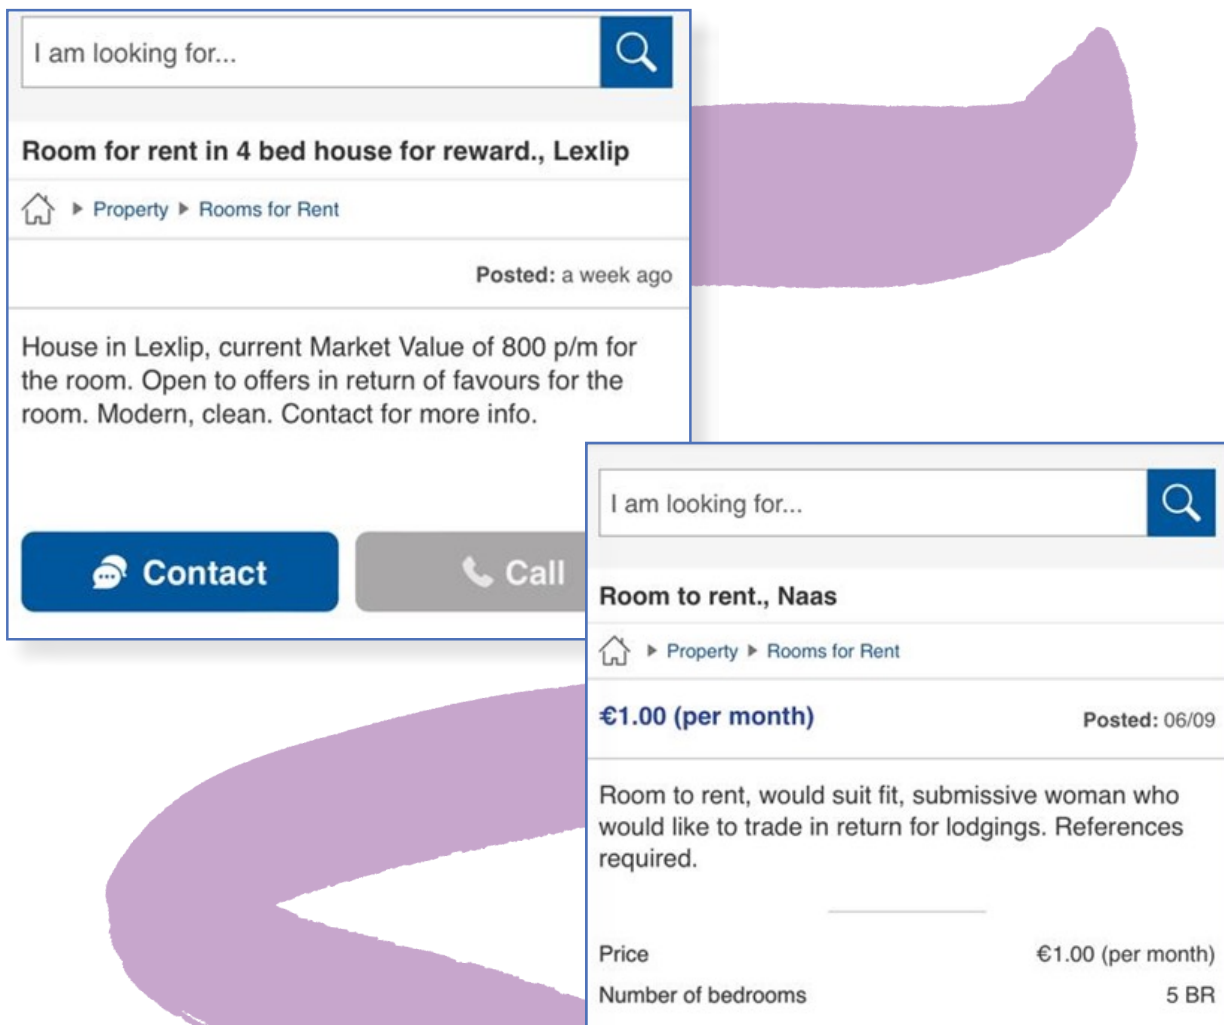 I am looking for...
Room for rent in 4 bed house for reward., Lexlip
Property Rooms for Rent
Posted: a week ago
House in Lexlip, current Market Value of 800 p/m for
the room. Open to offers in return of favours for the
room. Modern, clean. Contact for more info.
Contact Call
I am looking for...
Room to rent., Naas
Property Rooms for Rent
€1.00 (per month) Posted: 06/09
Room to rent, would suit fit, submissive woman who
would like to trade in return for lodgings. References
required.
Price €1.00 (per month)
Number of bedrooms 5 BR